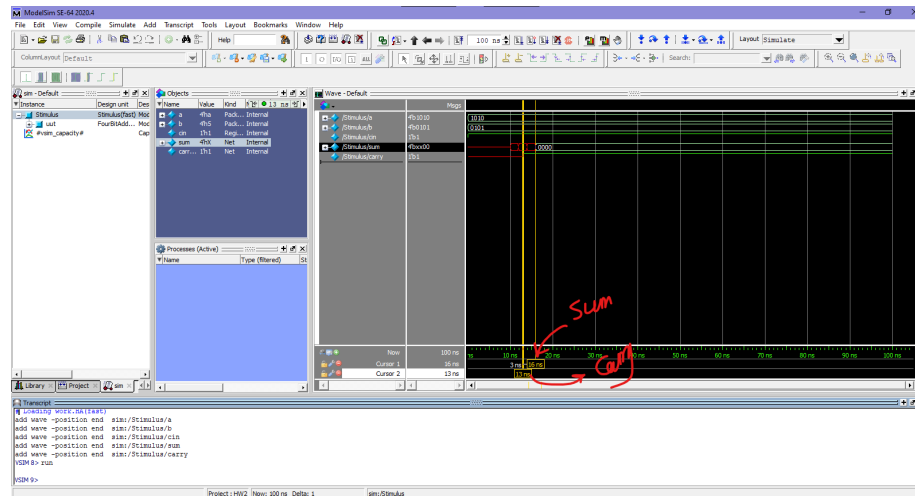 ModelSim SE-64 2020.4
File Edit View Compile Simulate Add Transcript Tools Layout Bookmarks Window Help
Help
100 ns
Layout Simulate
ColumnLayout Default
Search:
sim - Default
Instance Design unit
Stimulus Stimulus(fast)
uut FourBitAdd...
#vsim_capacity#
Objects
13 ns
Name Value Kind
a 4'ha Pack... Internal
b 4'h5 Pack... Internal
cin 1'h1 Regi... Internal
sum 4'hX Net Internal
carr... 1'h1 Net Internal
Processes (Active)
Name Type (filtered)
Wave - Default
Msgs
/Stimulus/a 4'b1010 1010
/Stimulus/b 4'b0101 0101
/Stimulus/cin 1'b1
/Stimulus/sum 4'bxx00 0000
/Stimulus/carry 1'b1
sum
carry
Now 100 ns
10 ns 20 ns 30 ns 40 ns 50 ns 60 ns 70 ns 80 ns 90 ns 100 ns
Cursor 1 16 ns 3 ns 16 ns
Cursor 2 13 ns 13 ns
Library Project sim
Transcript
# Loading work.HA(fast)
add wave -position end sim:/Stimulus/a
add wave -position end sim:/Stimulus/b
add wave -position end sim:/Stimulus/cin
add wave -position end sim:/Stimulus/sum
add wave -position end sim:/Stimulus/carry
VSIM 8> run
VSIM 9>
Project : HW2 Now: 100 ns Delta: 1 sim:/Stimulus